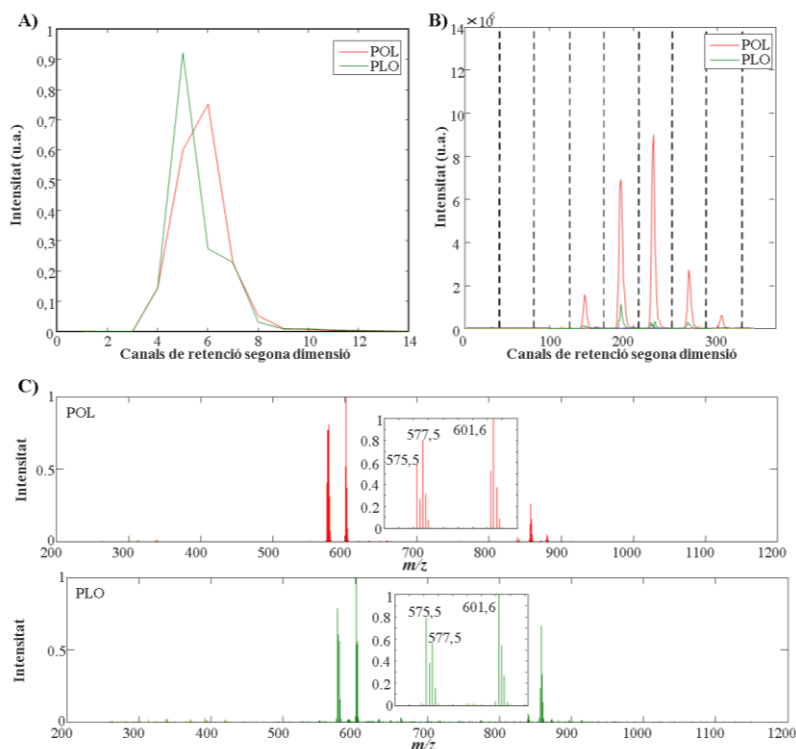 A)
POL
PLO
1
0,9
0,8
0,7
0,6
0,5
0,4
0,3
0,2
0,1
0
Intensitat (u.a.)
0 2 4 6 8 10 12 14
Canals de retenció segona dimensió
B)
14 ×10⁶
POL
PLO
12
10
8
6
4
2
0
Intensitat (u.a.)
100 200 300
Canals de retenció segona dimensió
C)
POL
1
0.5
0
Intensitat
200 300 400 500 600 700 800 900 1000 1100 1200
m/z
1
0.8
0.6
0.4
0.2
0
575,5
577,5
601,6
PLO
1
0.5
0
Intensitat
200 300 400 500 600 700 800 900 1000 1100 1200
m/z
1
0.8
0.6
0.4
0.2
0
575,5
577,5
601,6